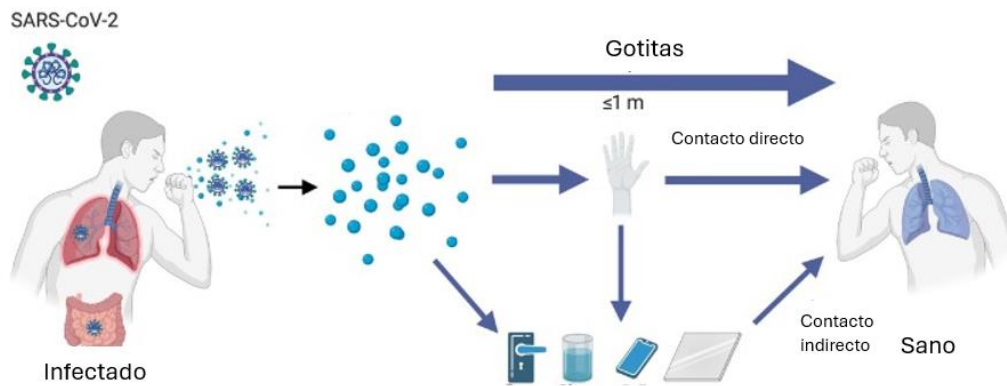 SARS-CoV-2
Gotitas
≤1 m
Contacto directo
Contacto
indirecto
Infectado
Sano